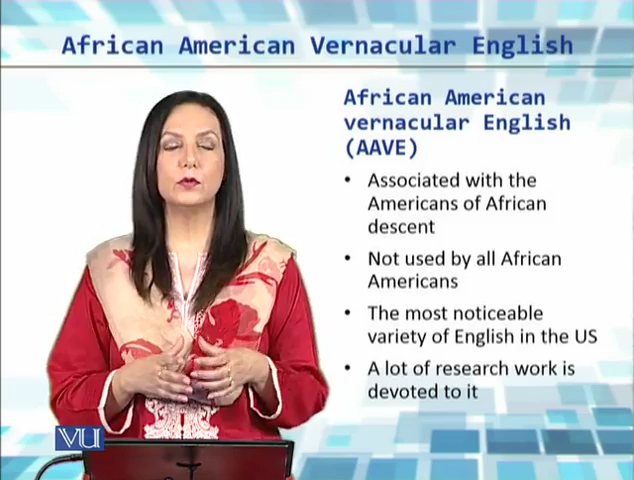 African American Vernacular English
African American
vernacular English
(AAVE)
• Associated with the
Americans of African
descent
• Not used by all African
Americans
• The most noticeable
variety of English in the US
• A lot of research work is
devoted to it
VU